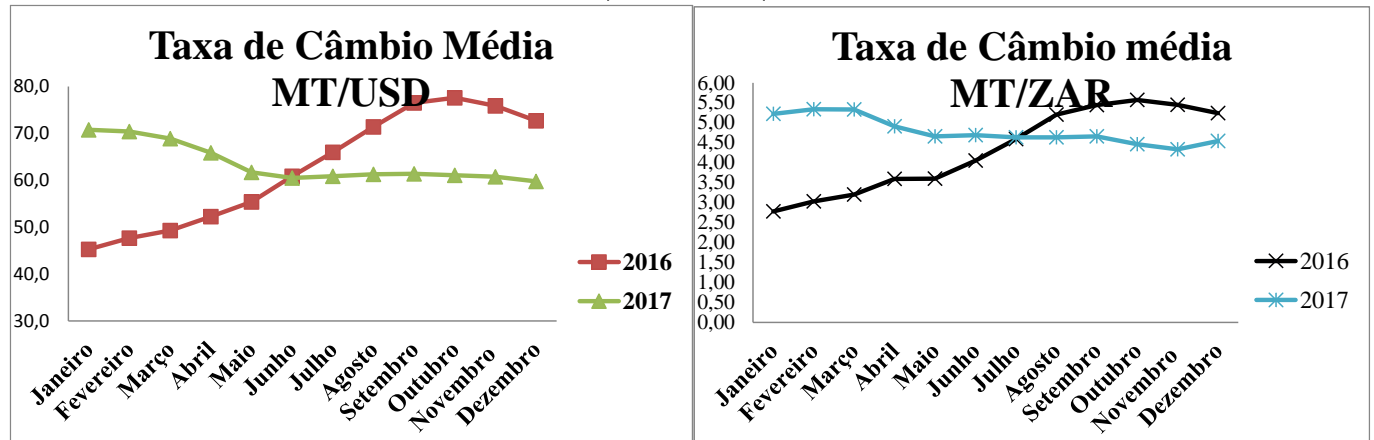 Taxa de Câmbio Média
MT/USD
80,0
70,0
60,0
50,0
40,0
30,0
2016
2017
Janeiro
Fevereiro
Março
Abril
Maio
Junho
Julho
Agosto
Setembro
Outubro
Novembro
Dezembro
Taxa de Câmbio média
MT/ZAR
6,00
5,50
5,00
4,50
4,00
3,50
3,00
2,50
2,00
1,50
1,00
0,50
0,00
2016
2017
Janeiro
Fevereiro
Março
Abril
Maio
Junho
Julho
Agosto
Setembro
Outubro
Novembro
Dezembro